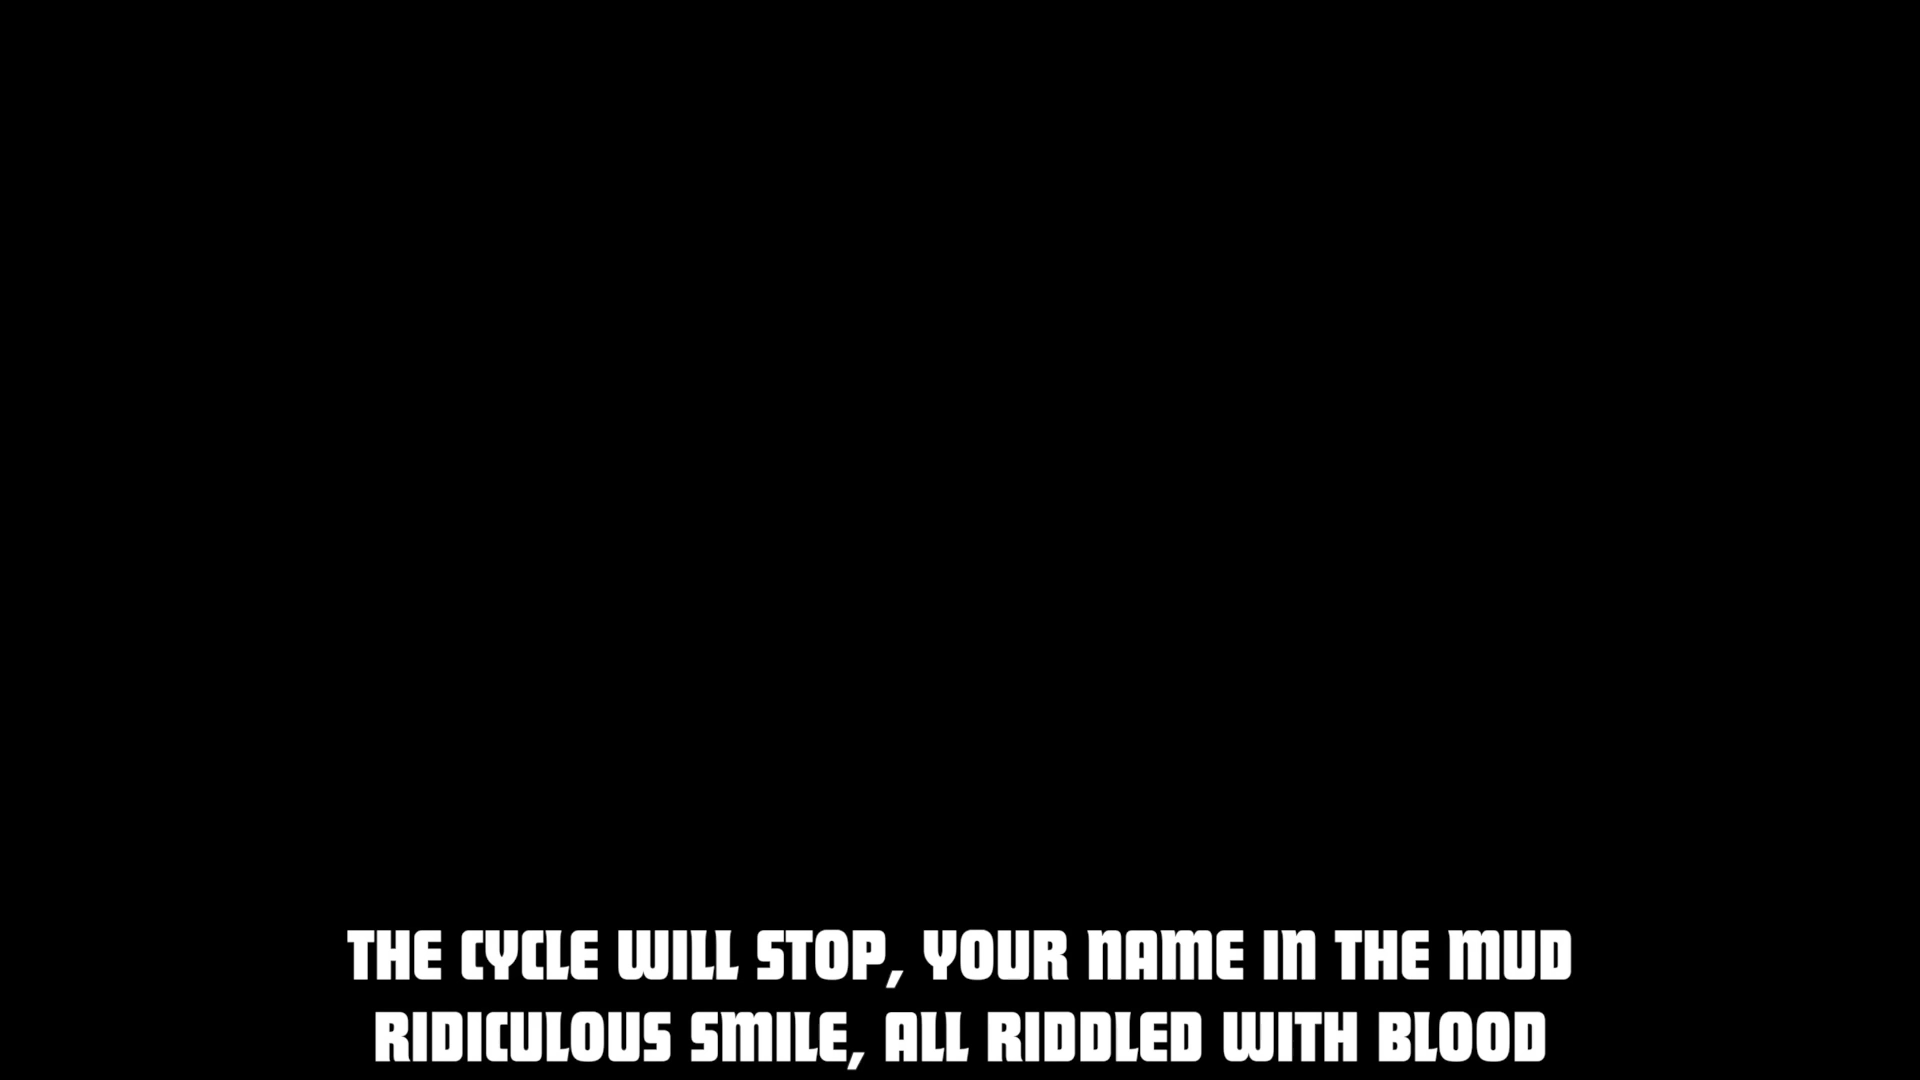 THE CYCLE WILL STOP, YOUR NAME IN THE MUD
RIDICULOUS SMILE, ALL RIDDLED WITH BLOOD